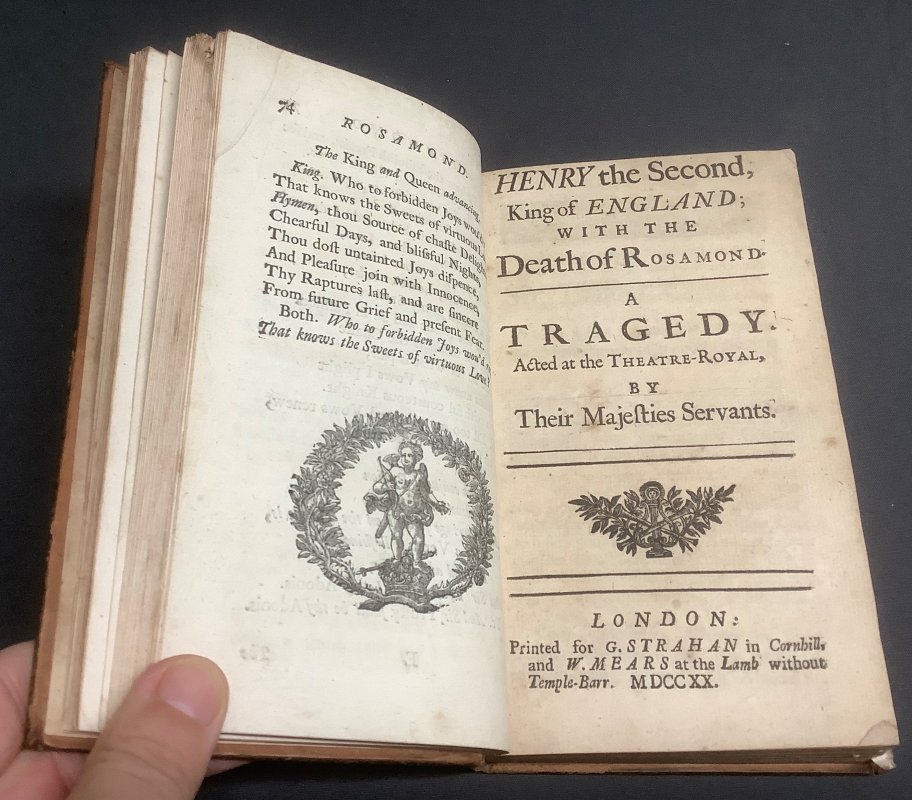 74
ROSAMOND.
The King and Queen advancing.
King. Who to forbidden Joys
That knows the Sweets of virtuous
Hymen, thou Source of chaſte Delight,
Chearful Days, and bliſsful Nights,
Thou doſt untainted Joys diſpence,
And Pleaſure join with Innocence,
Thy Raptures laſt, and are ſincere
From future Grief and preſent Fear.
Both. Who to forbidden Joys wou'd
That knows the Sweets of virtuous Love?
HENRY the Second,
King of ENGLAND;
WITH THE
Death of ROSAMOND.
A
TRAGEDY.
Acted at the THEATRE-ROYAL,
BY
Their Majeſties Servants.
LONDON:
Printed for G. STRAHAN in Cornhill,
and W. MEARS at the Lamb without
Temple-Barr. MDCCXX.